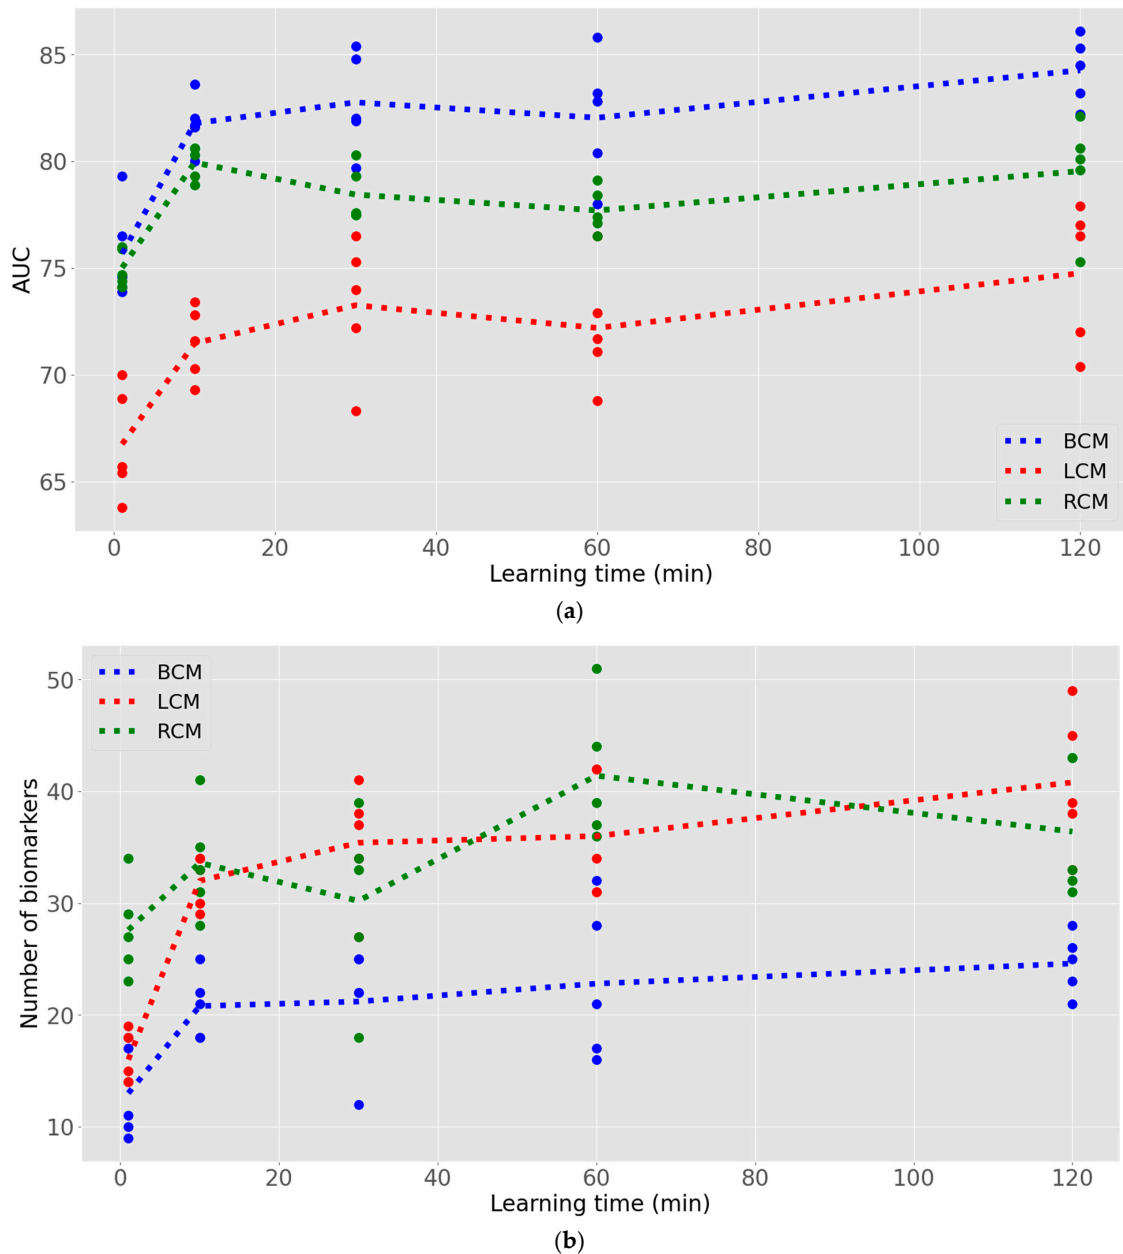 85
80
75
70
65
AUC
BCM
LCM
RCM
0 20 40 60 80 100 120
Learning time (min)
(a)
BCM
LCM
RCM
50
40
30
20
10
Number of biomarkers
0 20 40 60 80 100 120
Learning time (min)
(b)